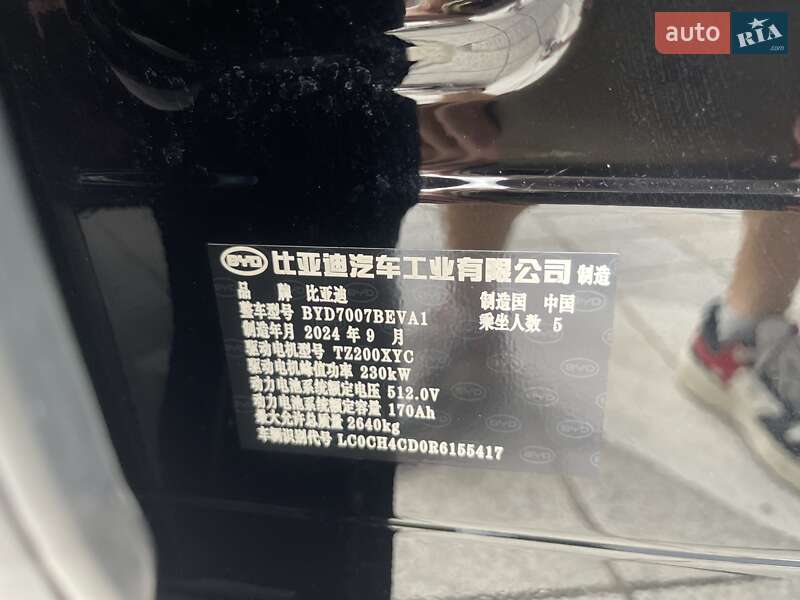 auto RIA .com
BYD 比亚迪汽车工业有限公司 制造
品 牌 比亚迪 制造国 中国
整车型号 BYD7007BEVA1 乘坐人数 5
制造年月 2024 年 9 月
驱动电机型号 TZ200XYC
驱动电机峰值功率 230kW
动力电池系统额定电压 512.0V
动力电池系统额定容量 170Ah
最大允许总质量 2640kg
车辆识别代号 LC0CH4CD0R6155417